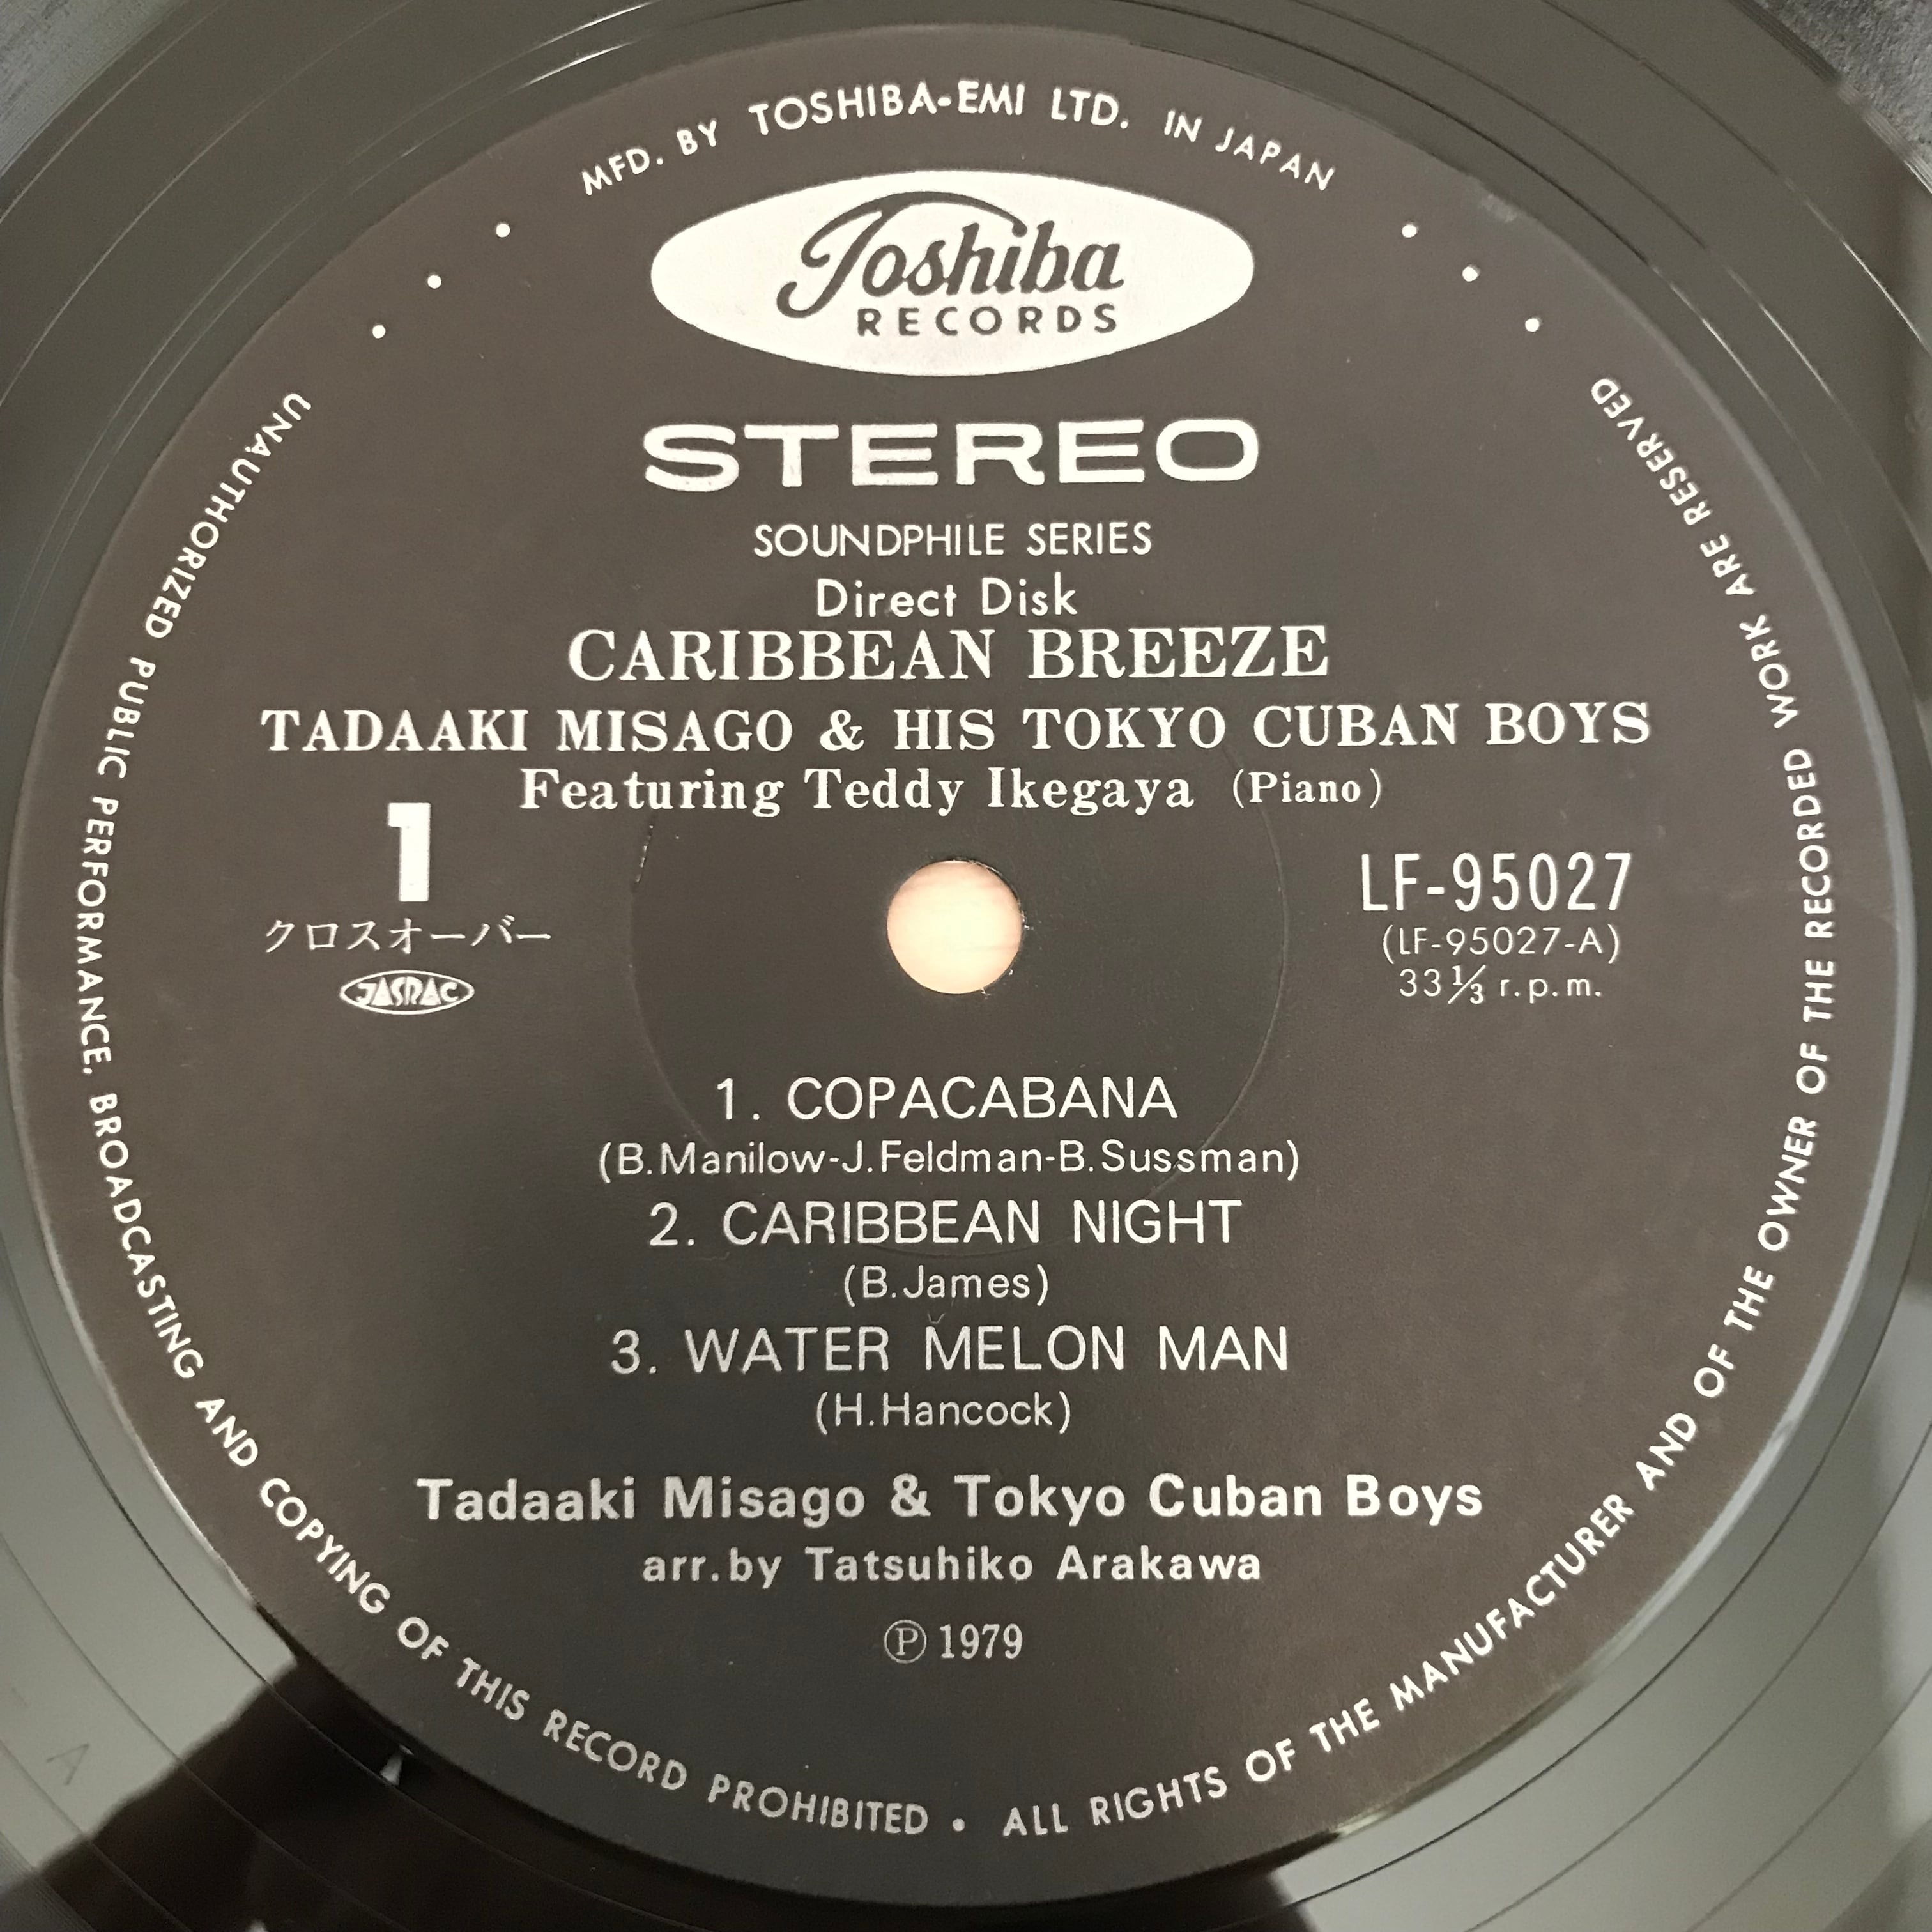 MFD. BY TOSHIBA-EMI LTD. IN JAPAN
Toshiba
RECORDS
STEREO
SOUNDPHILE SERIES
Direct Disk
CARIBBEAN BREEZE
TADAAKI MISAGO & HIS TOKYO CUBAN BOYS
Featuring Teddy Ikegaya (Piano)
1
クロスオーバー
JASRAC
LF-95027
(LF-95027-A)
33⅓ r.p.m.
1. COPACABANA
(B.Manilow-J.Feldman-B.Sussman)
2. CARIBBEAN NIGHT
(B.James)
3. WATER MELON MAN
(H.Hancock)
Tadaaki Misago & Tokyo Cuban Boys
arr.by Tatsuhiko Arakawa
℗ 1979
UNAUTHORIZED PUBLIC PERFORMANCE, BROADCASTING AND COPYING OF THIS RECORD PROHIBITED • ALL RIGHTS OF THE MANUFACTURER AND OF THE OWNER OF THE RECORDED WORK ARE RESERVED
A